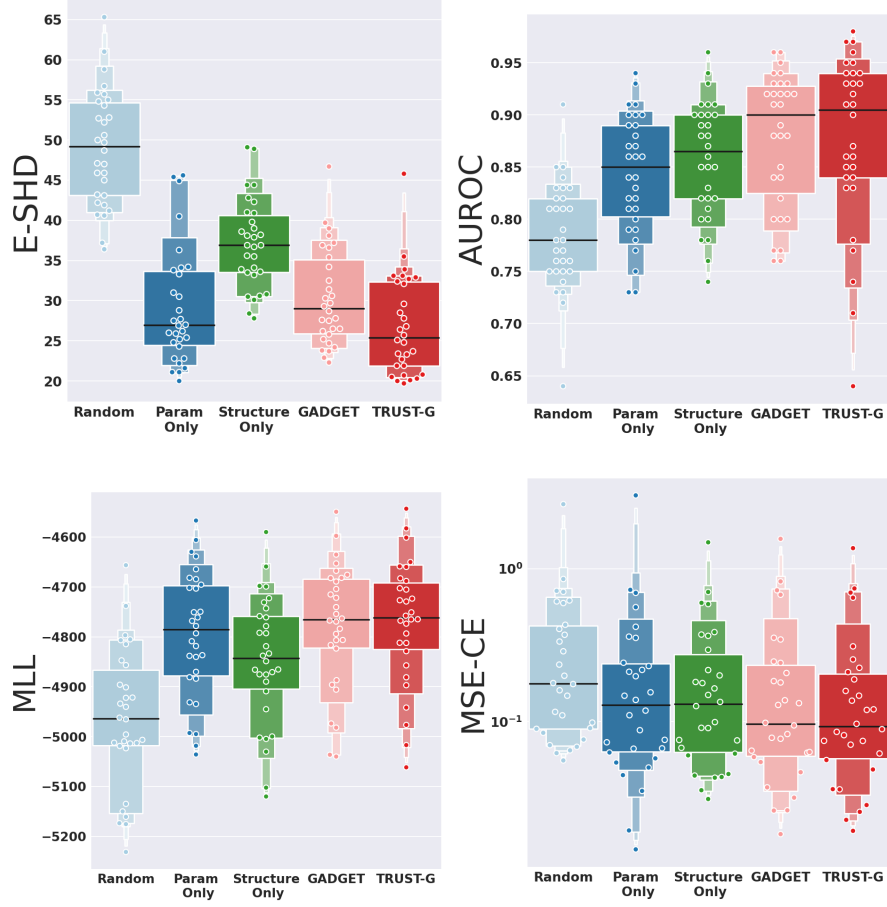 E-SHD
65
60
55
50
45
40
35
30
25
20
Random
Param
Only
Structure
Only
GADGET
TRUST-G
AUROC
0.95
0.90
0.85
0.80
0.75
0.70
0.65
Random
Param
Only
Structure
Only
GADGET
TRUST-G
MLL
−4600
−4700
−4800
−4900
−5000
−5100
−5200
Random
Param
Only
Structure
Only
GADGET
TRUST-G
MSE-CE
10⁰
10⁻¹
Random
Param
Only
Structure
Only
GADGET
TRUST-G